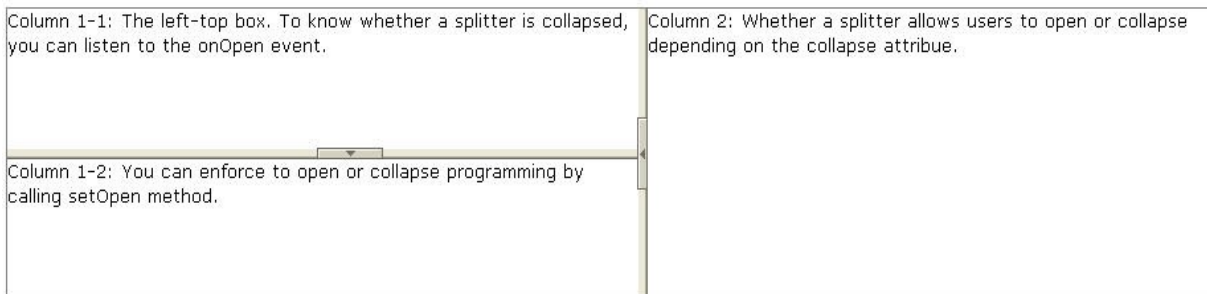 Column 1-1: The left-top box. To know whether a splitter is collapsed,
you can listen to the onOpen event.
Column 1-2: You can enforce to open or collapse programming by
calling setOpen method.
Column 2: Whether a splitter allows users to open or collapse
depending on the collapse attribue.